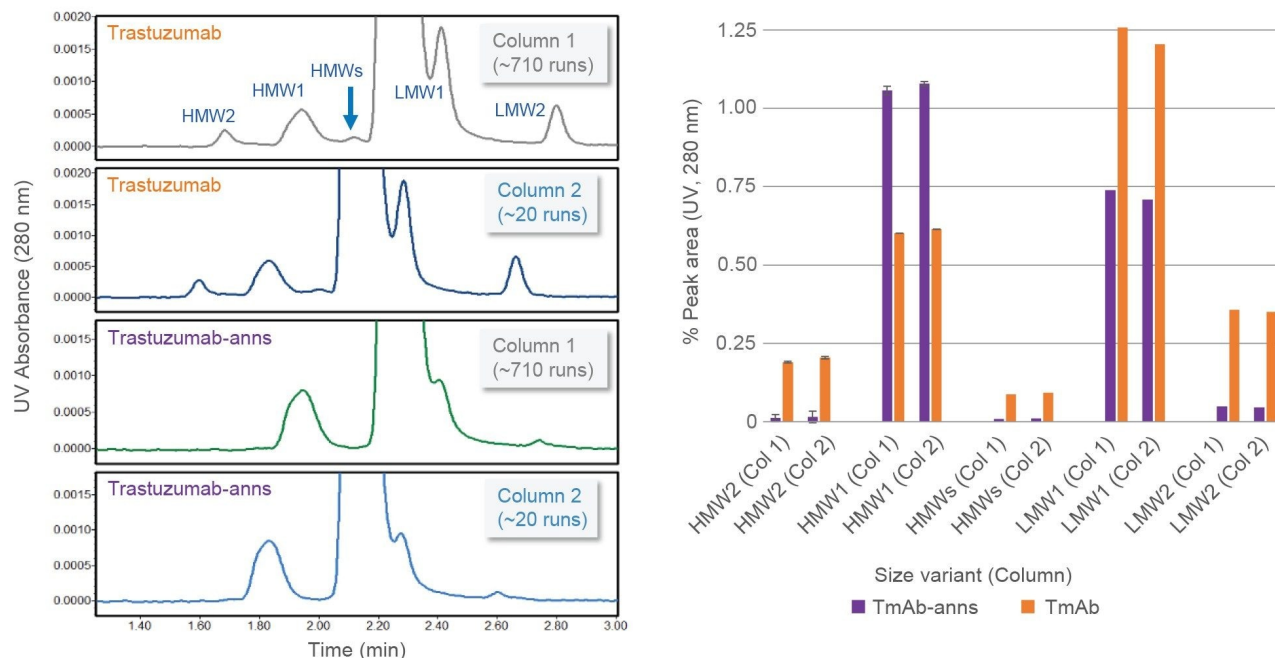 UV Absorbance (280 nm)
0.0020
0.0015
0.0010
0.0005
0.0000
Trastuzumab
HMW2
HMW1
HMWs
LMW1
LMW2
Column 1
(~710 runs)
0.0020
0.0015
0.0010
0.0005
0.0000
Trastuzumab
Column 2
(~20 runs)
0.0015
0.0010
0.0005
0.0000
Trastuzumab-anns
Column 1
(~710 runs)
0.0015
0.0010
0.0005
0.0000
Trastuzumab-anns
Column 2
(~20 runs)
1.40 1.60 1.80 2.00 2.20 2.40 2.60 2.80 3.00
Time (min)
% Peak area (UV, 280 nm)
1.25
1.00
0.75
0.50
0.25
0
HMW2 (Col 1)
HMW2 (Col 2)
HMW1 (Col 1)
HMW1 (Col 2)
HMWs (Col 1)
HMWs (Col 2)
LMW1 (Col 1)
LMW1 (Col 2)
LMW2 (Col 1)
LMW2 (Col 2)
Size variant (Column)
TmAb-anns TmAb